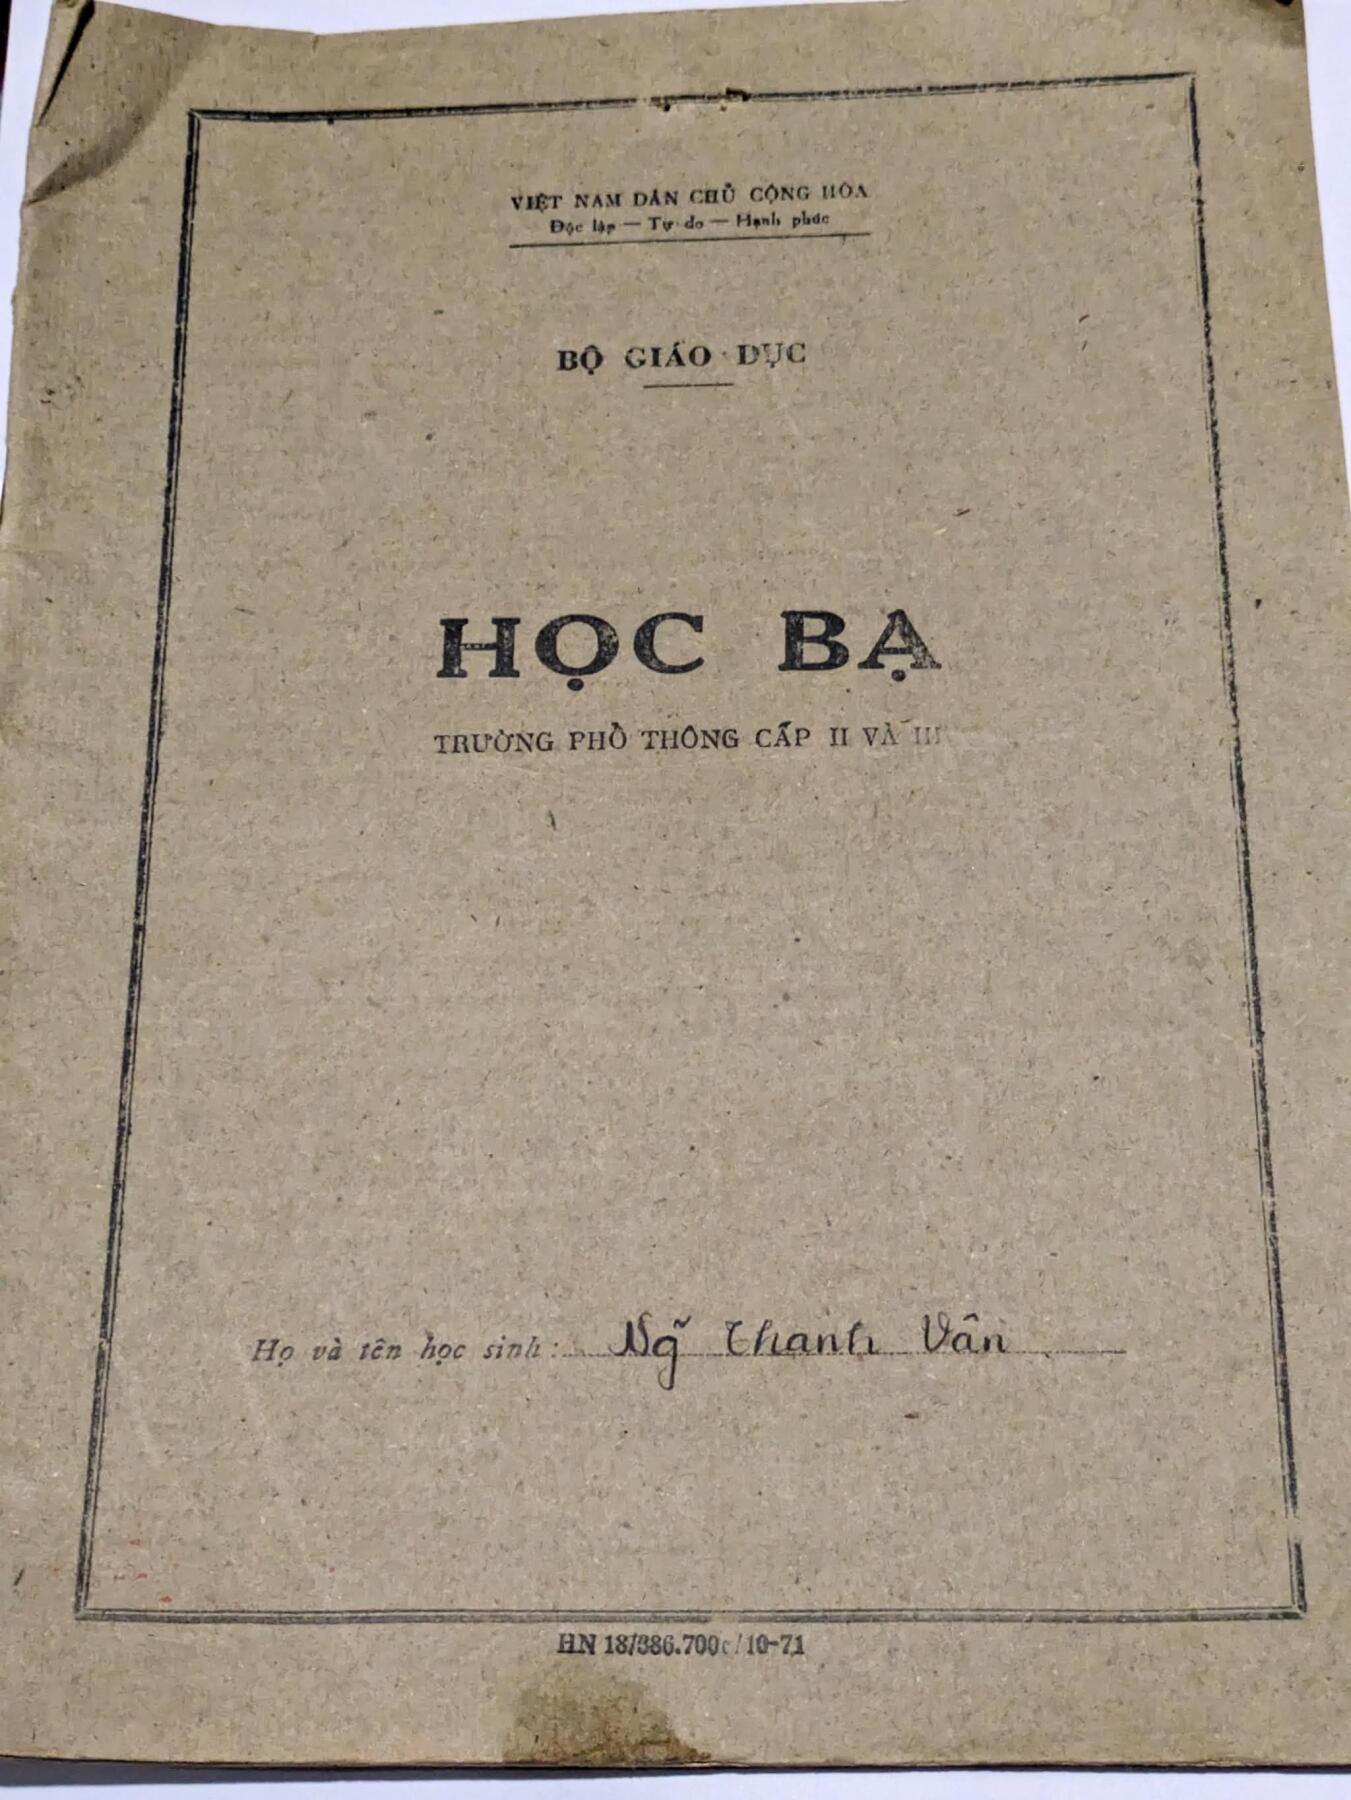 VIỆT NAM DÂN CHỦ CỘNG HÒA
Độc lập — Tự do — Hạnh phúc
BỘ GIÁO DỤC
HỌC BẠ
TRƯỜNG PHỔ THÔNG CẤP II VÀ III
Họ và tên học sinh: Ng̃ Thanh Vân
HN 18/386.700c/10-71